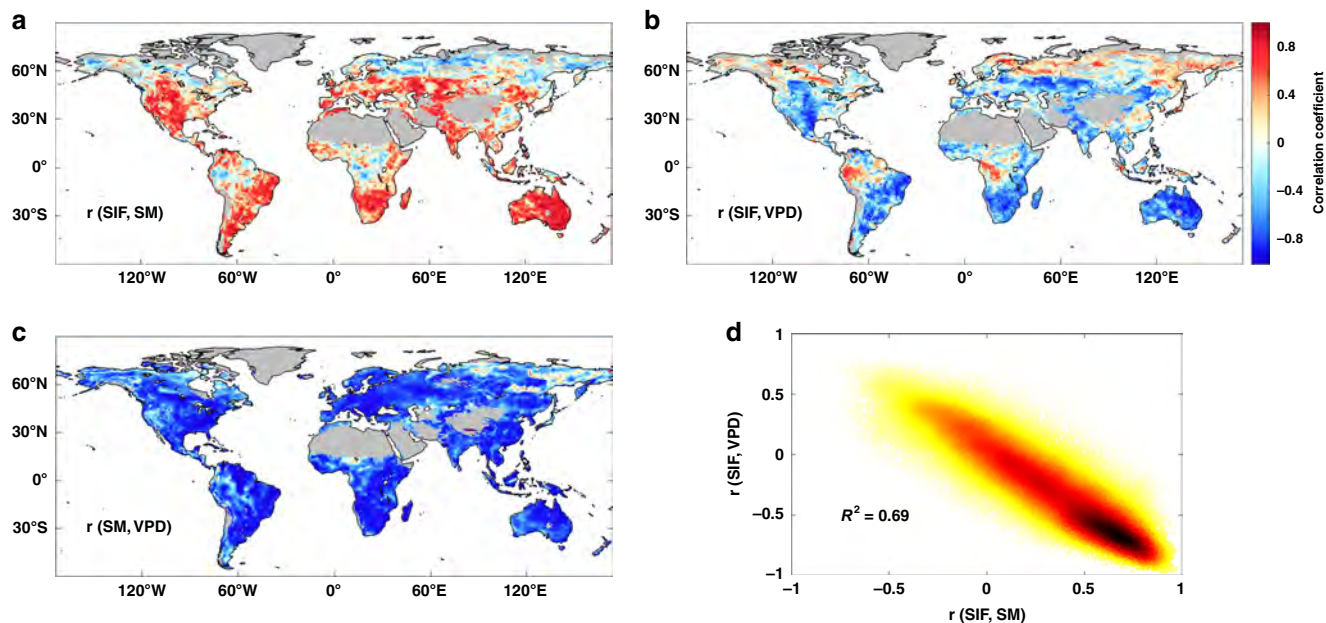 a
60°N
30°N
0°
30°S
r (SIF, SM)
120°W
60°W
0°
60°E
120°E
b
60°N
30°N
0°
30°S
r (SIF, VPD)
120°W
60°W
0°
60°E
120°E
0.8
0.4
0
−0.4
−0.8
Correlation coefficient
c
60°N
30°N
0°
30°S
r (SM, VPD)
120°W
60°W
0°
60°E
120°E
d
1
0.5
0
−0.5
−1
r (SIF, VPD)
R² = 0.69
−1
−0.5
0
0.5
1
r (SIF, SM)